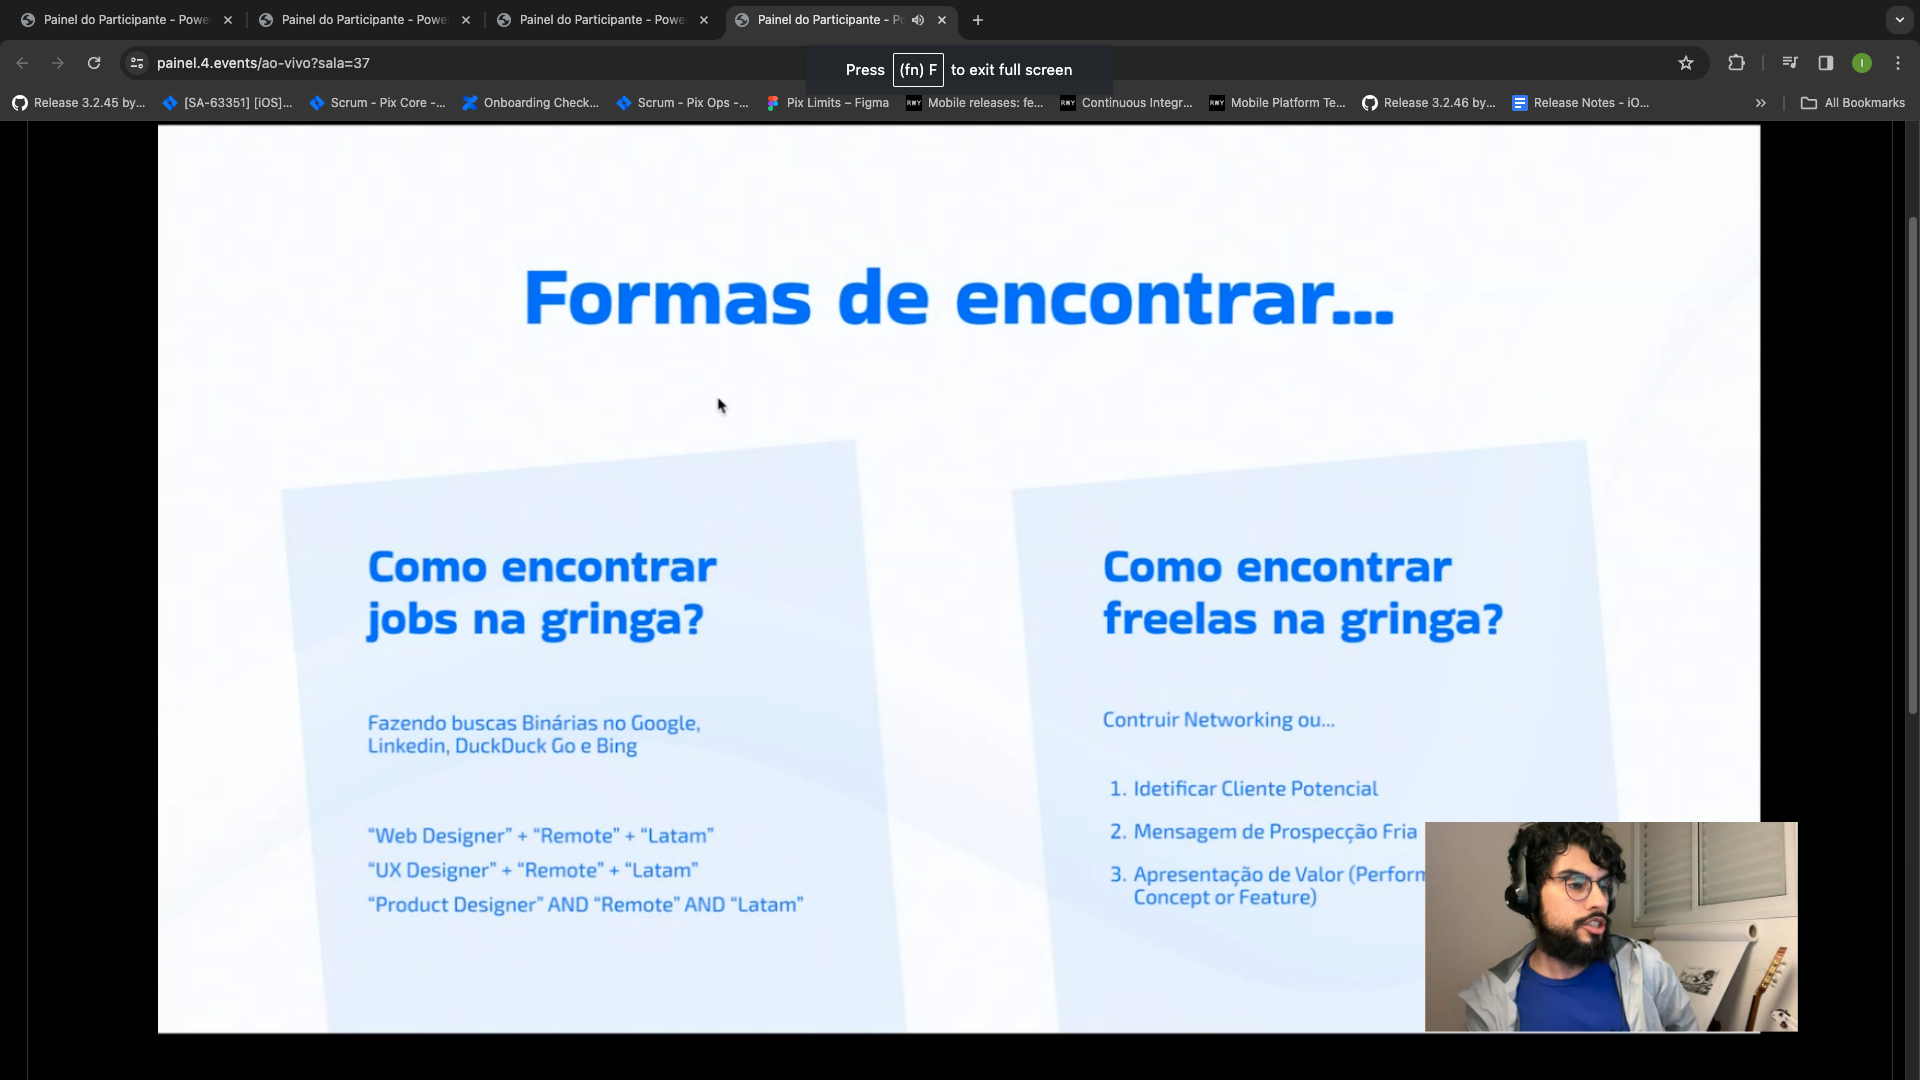 Painel do Participante - Powe
Painel do Participante - Powe
Painel do Participante - Powe
Painel do Participante - Po
painel.4.events/ao-vivo?sala=37
Press (fn) F to exit full screen
I
Release 3.2.45 by...
[SA-63351] [iOS]...
Scrum - Pix Core -...
Onboarding Check...
Scrum - Pix Ops -...
Pix Limits – Figma
RWY Mobile releases: fe...
RWY Continuous Integr...
RWY Mobile Platform Te...
Release 3.2.46 by...
Release Notes - iO...
All Bookmarks
Formas de encontrar...
Como encontrar
jobs na gringa?
Fazendo buscas Binárias no Google,
Linkedin, DuckDuck Go e Bing
“Web Designer” + “Remote” + “Latam”
“UX Designer” + “Remote” + “Latam”
“Product Designer” AND “Remote” AND “Latam”
Como encontrar
freelas na gringa?
Contruir Networking ou...
1. Idetificar Cliente Potencial
2. Mensagem de Prospecção Fria
3. Apresentação de Valor (Perform
Concept or Feature)